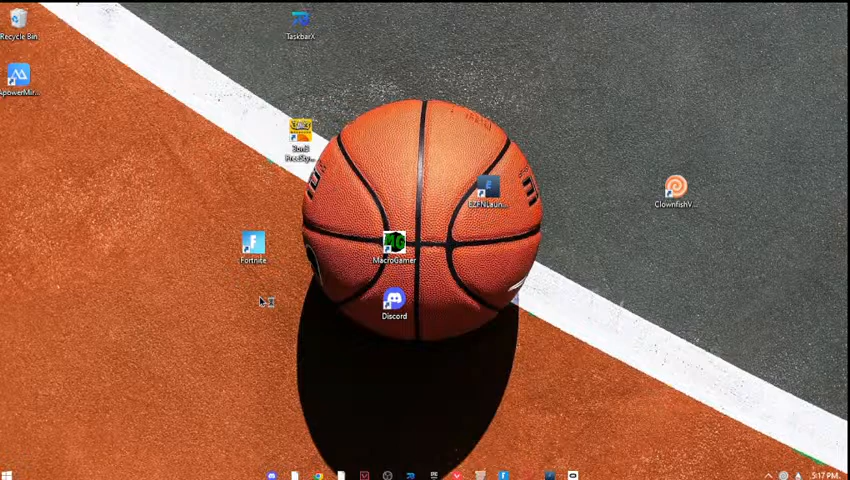 Recycle Bin
TaskbarX
ApowerMir...
EZFNLaun...
ClownfishV...
Fortnite
MacroGamer
Discord
5:17 PM